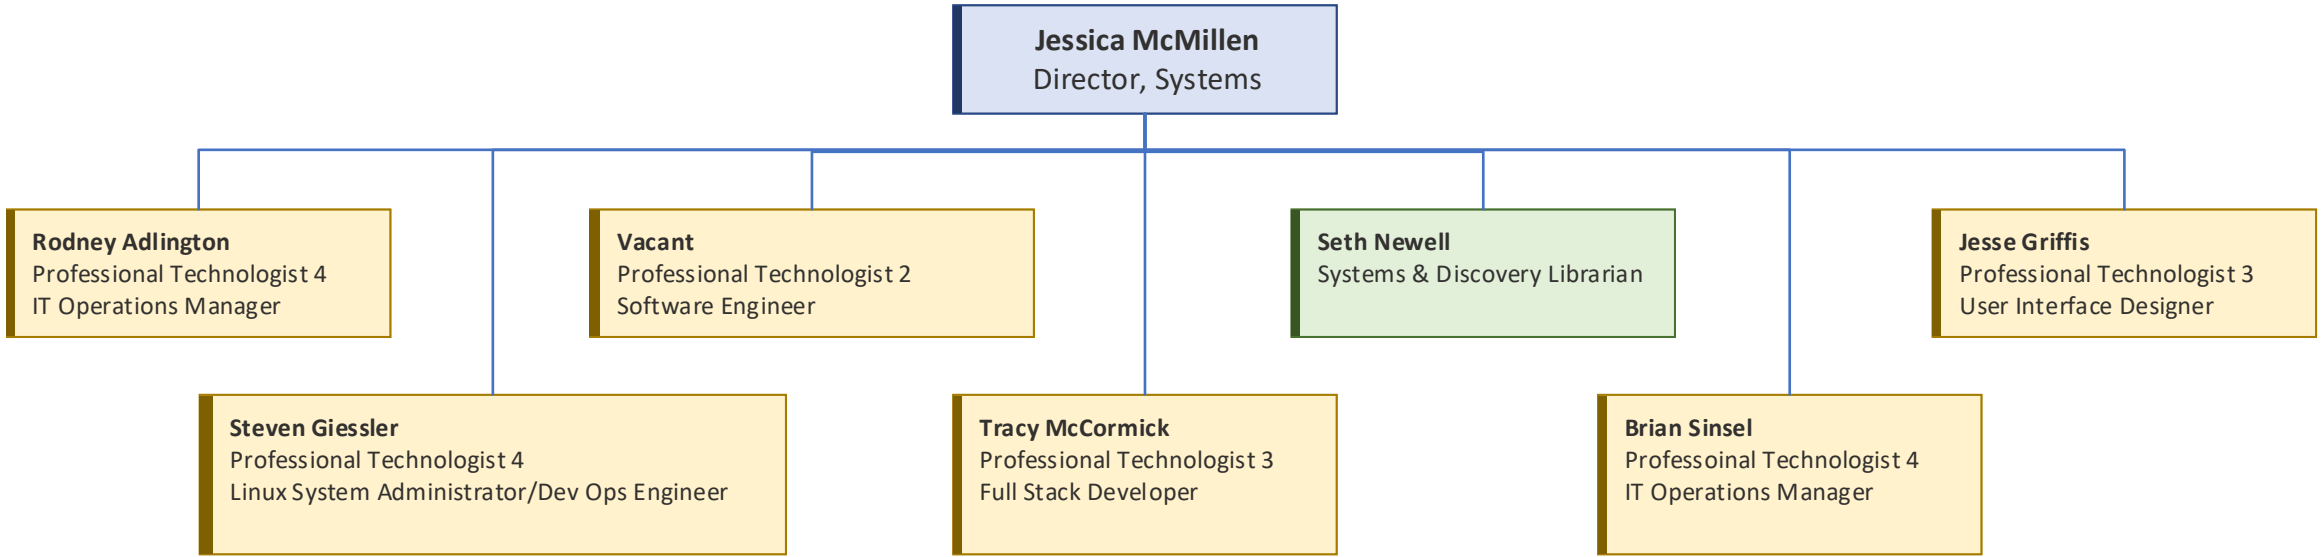 Jessica McMillen
Director, Systems
Rodney Adlington
Professional Technologist 4
IT Operations Manager
Vacant
Professional Technologist 2
Software Engineer
Seth Newell
Systems & Discovery Librarian
Jesse Griffis
Professional Technologist 3
User Interface Designer
Steven Giessler
Professional Technologist 4
Linux System Administrator/Dev Ops Engineer
Tracy McCormick
Professional Technologist 3
Full Stack Developer
Brian Sinsel
Professoinal Technologist 4
IT Operations Manager